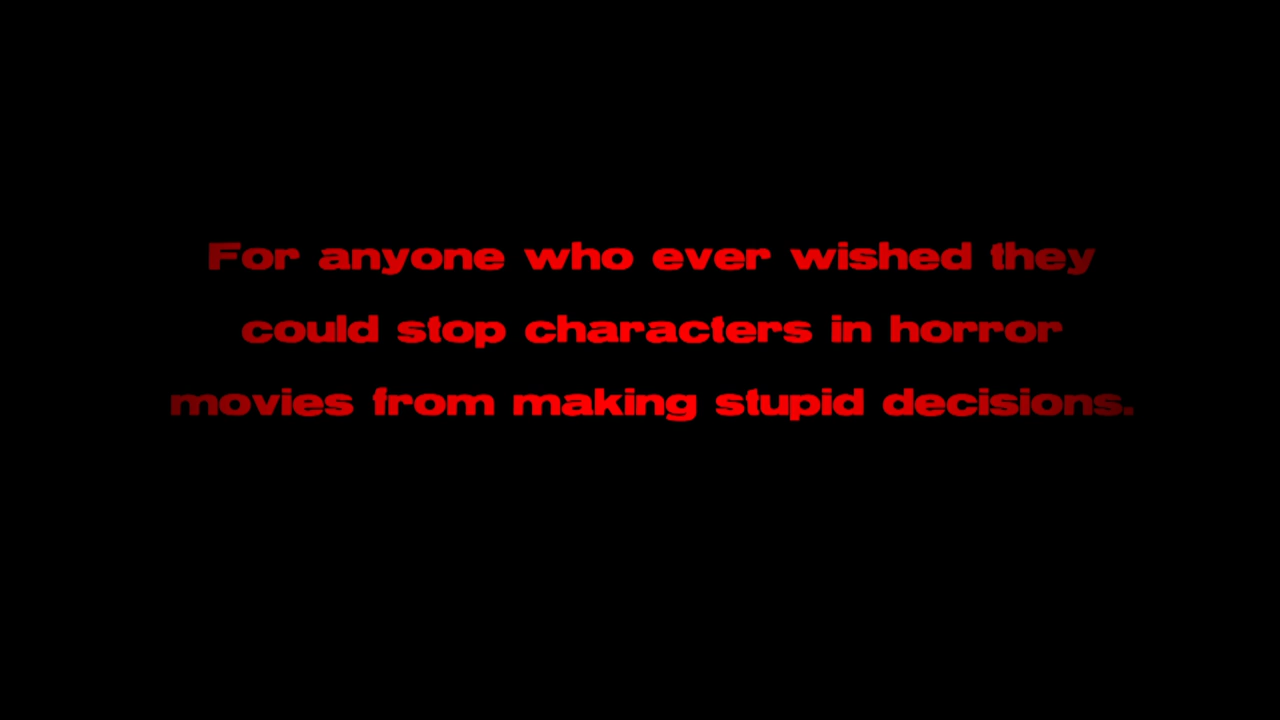 For anyone who ever wished they
could stop characters in horror
movies from making stupid decisions.